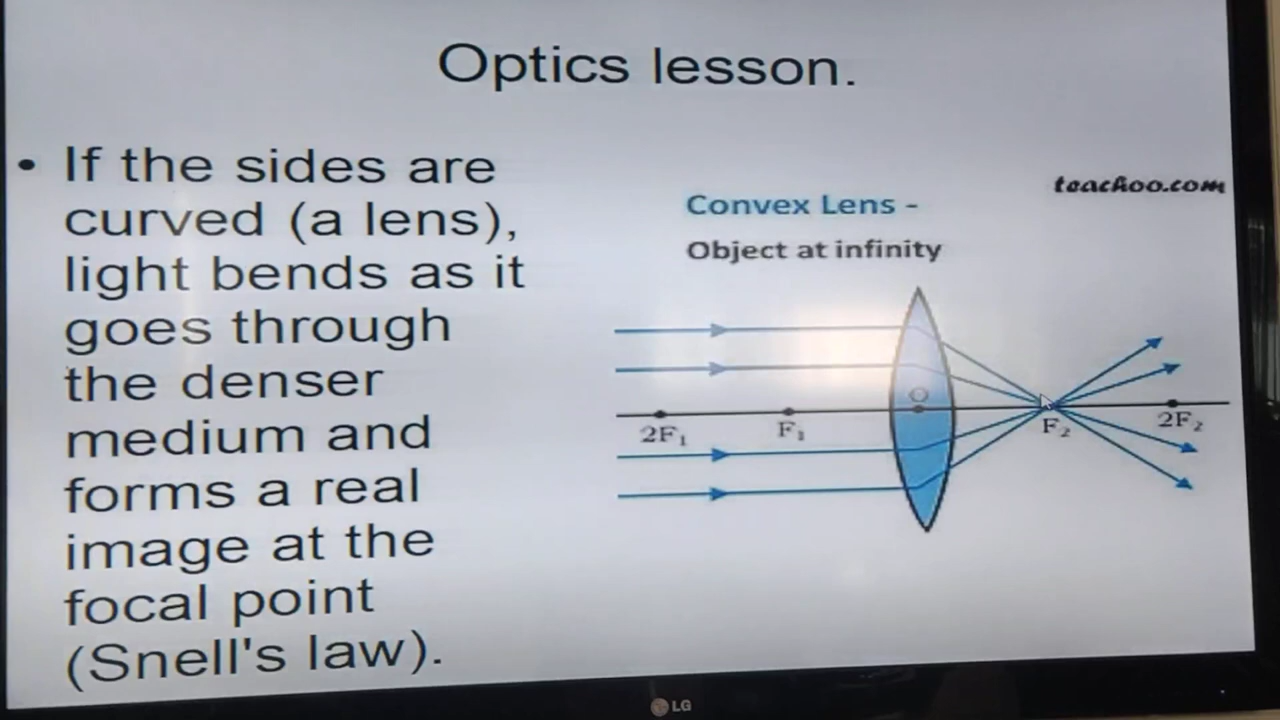 Optics lesson.
• If the sides are
curved (a lens),
light bends as it
goes through
the denser
medium and
forms a real
image at the
focal point
(Snell's law).
teachoo.com
Convex Lens -
Object at infinity
O
2F₁
F₁
F₂
2F₂
LG